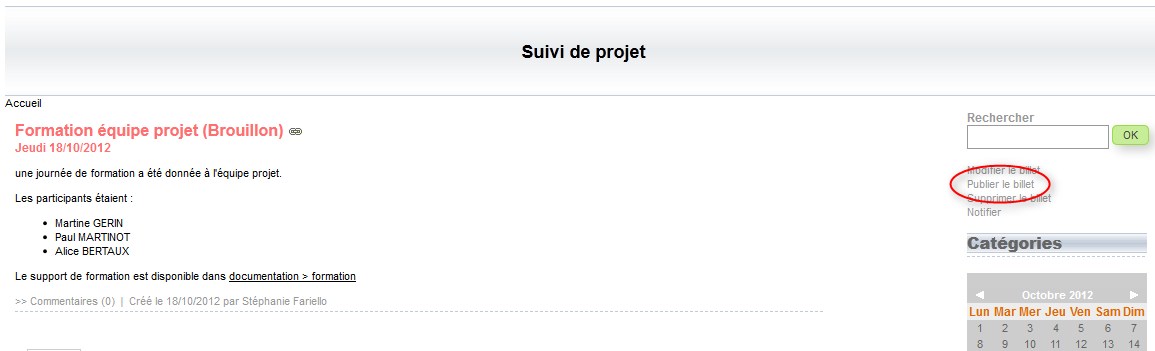 Suivi de projet
Accueil
Formation équipe projet (Brouillon)
Jeudi 18/10/2012
une journée de formation a été donnée à l'équipe projet.
Les participants étaient :
• Martine GERIN
• Paul MARTINOT
• Alice BERTAUX
Le support de formation est disponible dans documentation > formation
>> Commentaires (0) | Créé le 18/10/2012 par Stéphanie Fariello
Rechercher
OK
Modifier le billet
Publier le billet
Supprimer le billet
Notifier
Catégories
◄ Octobre 2012 ►
Lun Mar Mer Jeu Ven Sam Dim
1 2 3 4 5 6 7
8 9 10 11 12 13 14